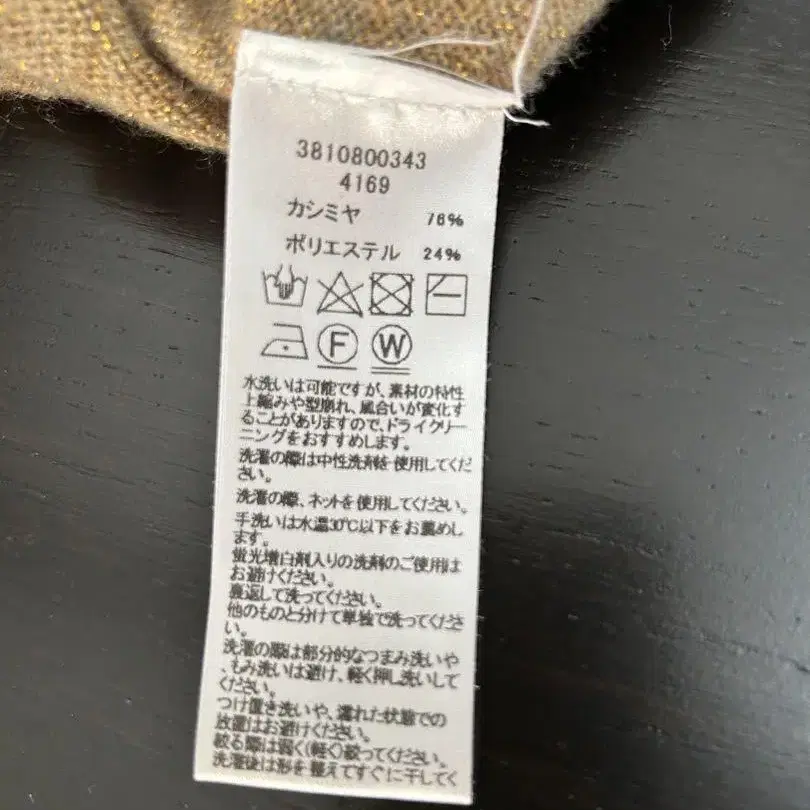 3810800343
4169
カシミヤ 76%
ポリエステル 24%
F W
水洗いは可能ですが、素材の特性
上縮みや型崩れ、風合いが変化す
ることがありますので、ドライクリー
ニングをおすすめします。
洗濯の際は中性洗剤を使用してくだ
さい。
洗濯の際、ネットを使用してください。
手洗いは水温30℃以下をお薦めし
ます。
蛍光増白剤入りの洗剤のご使用は
お避けください。
裏返して洗ってください。
他のものと分けて単独で洗ってくださ
い。
洗濯の際は部分的なつまみ洗いや
、もみ洗いは避け、軽く押し洗いして
ください。
つけ置き洗いや、濡れた状態での
放置はお避けください。
絞る際は弱く(軽く)絞ってください。
洗濯後は形を整えてすぐに干してく